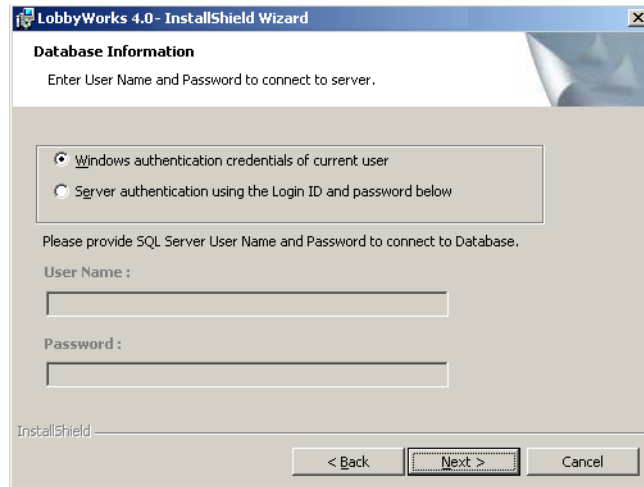 LobbyWorks 4.0- InstallShield Wizard
Database Information
Enter User Name and Password to connect to server.
Windows authentication credentials of current user
Server authentication using the Login ID and password below
Please provide SQL Server User Name and Password to connect to Database.
User Name :
Password :
InstallShield
< Back
Next >
Cancel